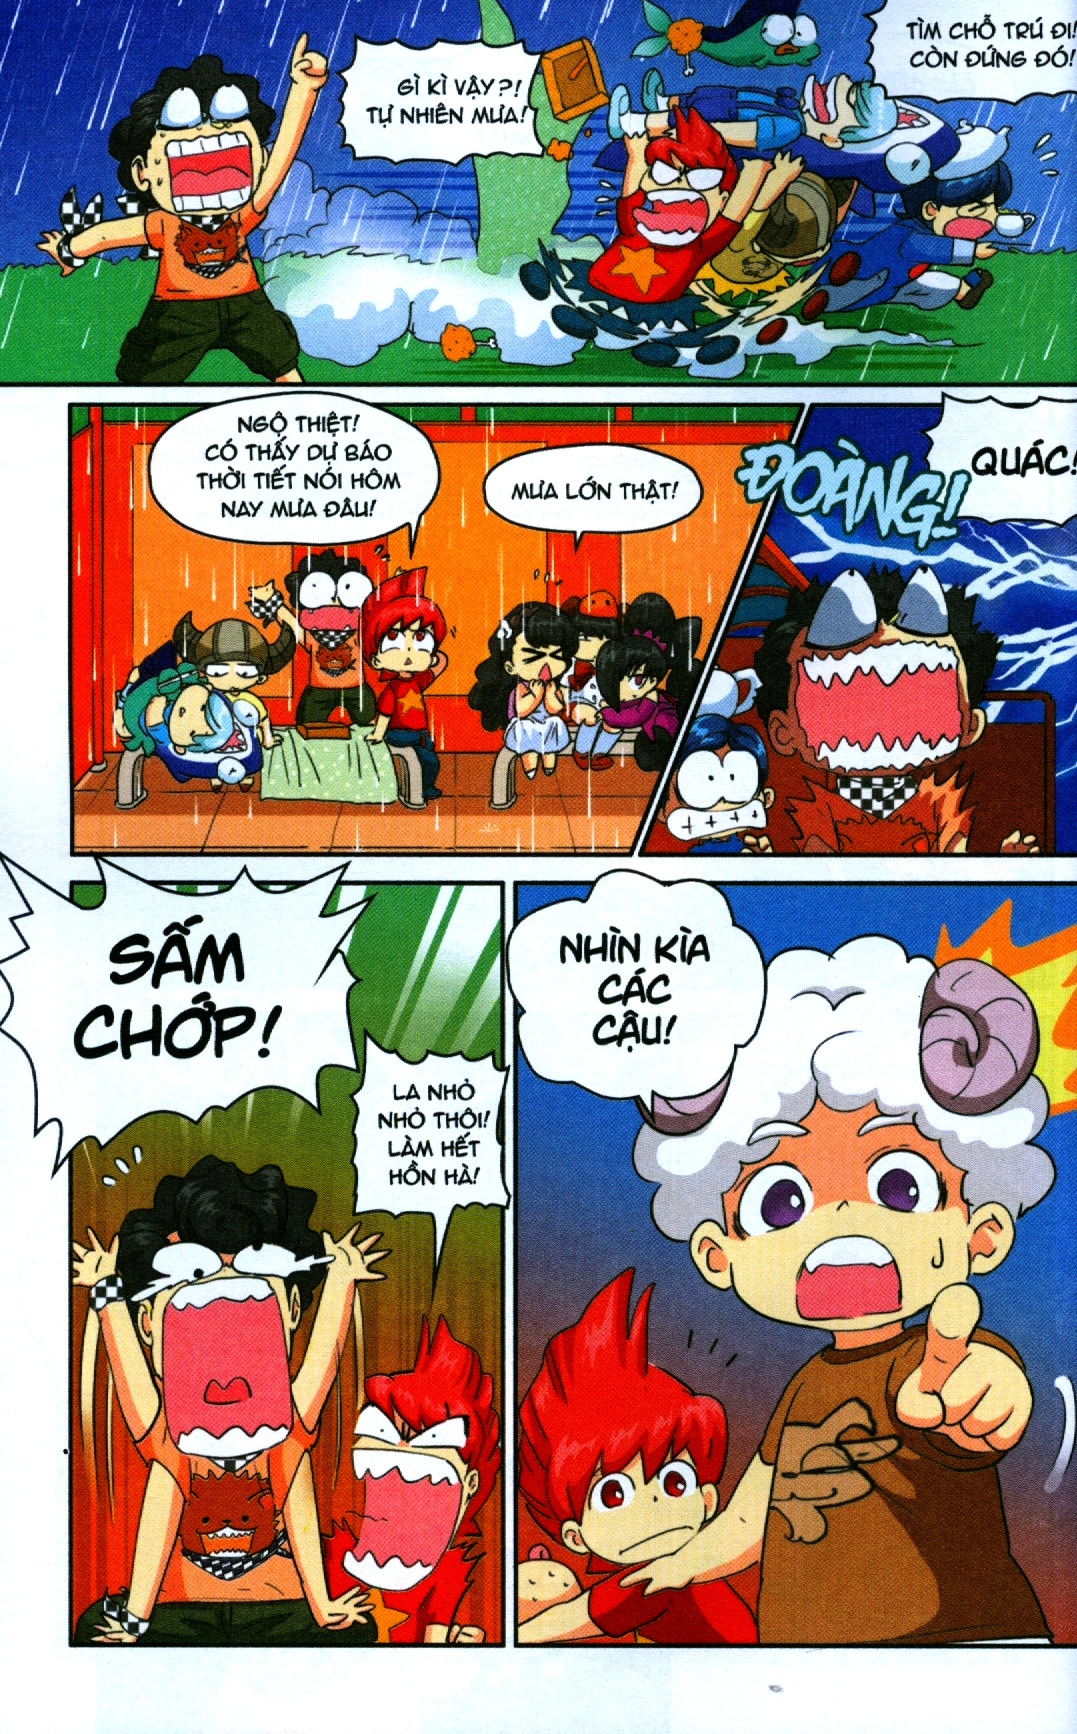 GÌ KÌ VẬY?!
TỰ NHIÊN MƯA!
TÌM CHỖ TRÚ ĐI!
CÒN ĐỨNG ĐÓ!
NGỘ THIỆT!
CÓ THẤY DỰ BÁO
THỜI TIẾT NÓI HÔM
NAY MƯA ĐÂU!
MƯA LỚN THẬT!
ĐOÀNG!
QUÁC!
SẤM
CHỚP!
LA NHỎ
NHỎ THÔI!
LÀM HẾT
HỒN HÀ!
NHÌN KÌA
CÁC
CẬU!